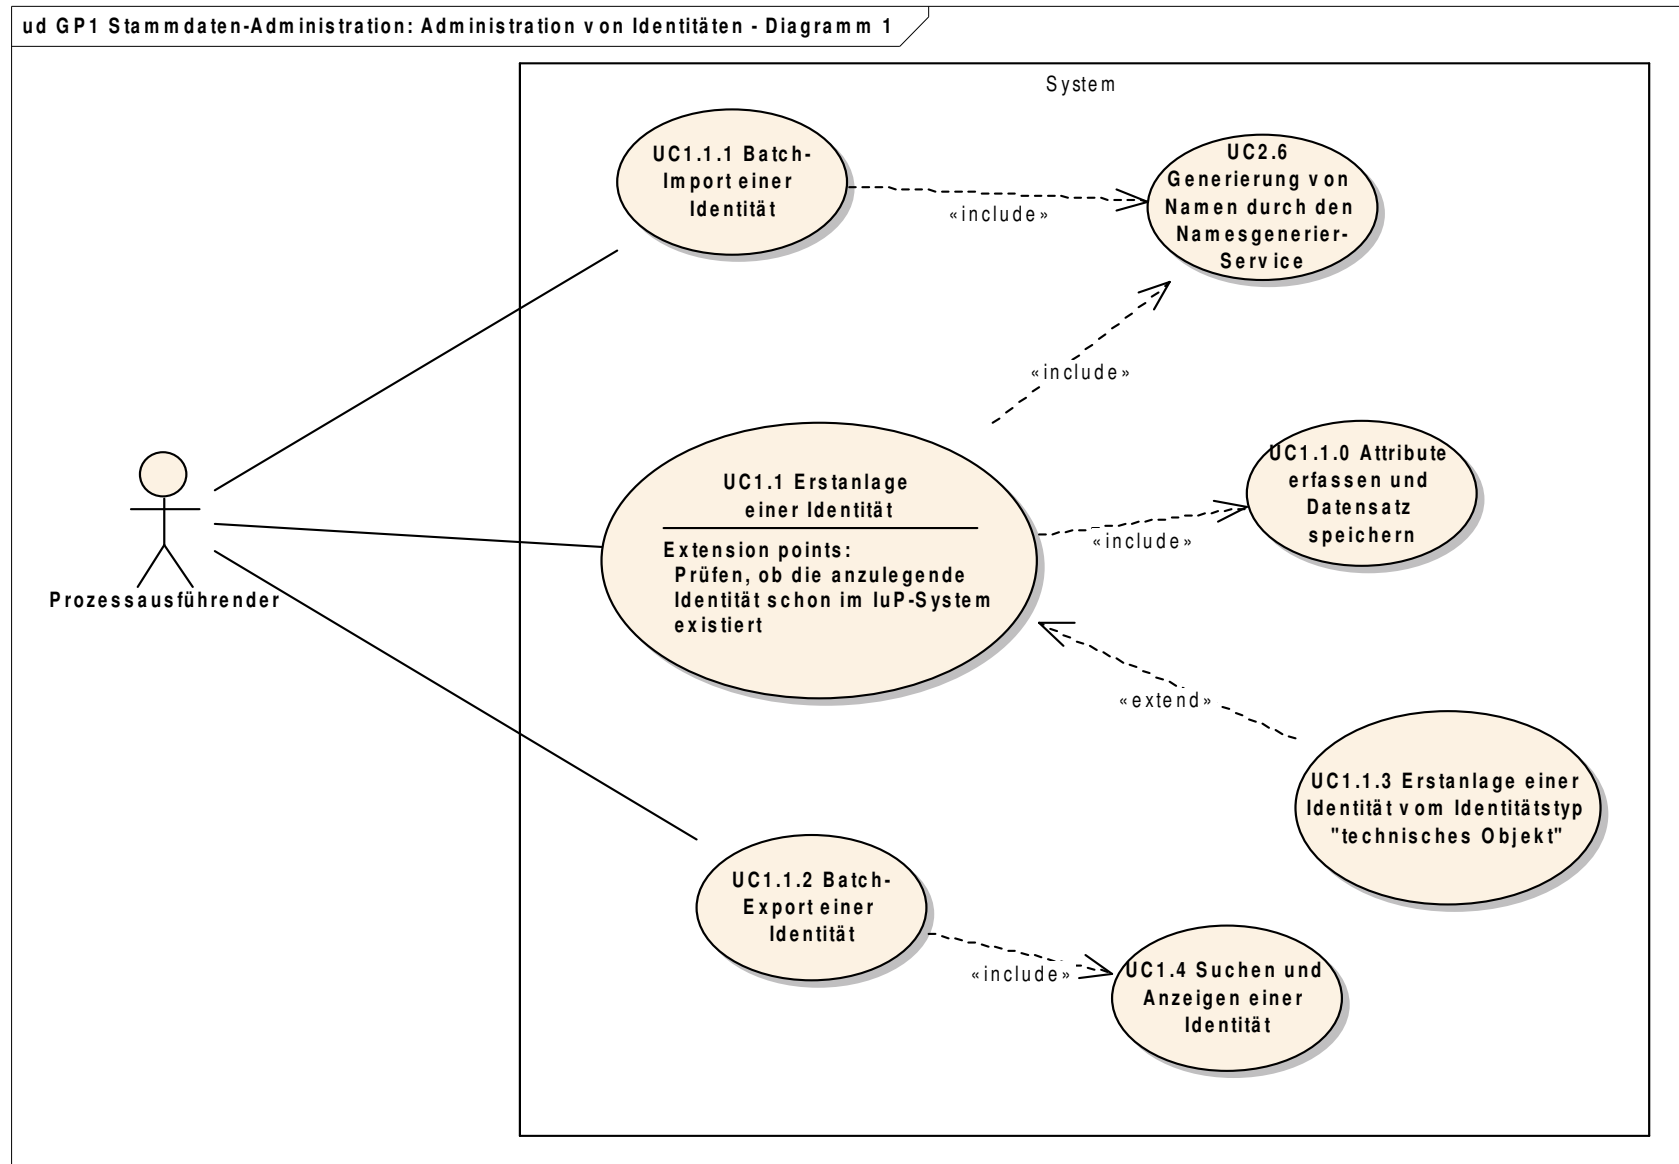 ud GP1 Stammdaten-Administration: Administration von Identitäten - Diagramm 1
System
UC1.1.1 Batch-
Import einer
Identität
«include»
UC2.6
Generierung von
Namen durch den
Namesgenerier-
Service
«include»
UC1.1 Erstanlage
einer Identität
Extension points:
Prüfen, ob die anzulegende
Identität schon im IuP-System
existiert
«include»
UC1.1.0 Attribute
erfassen und
Datensatz
speichern
Prozessausführender
«extend»
UC1.1.3 Erstanlage einer
Identität vom Identitätstyp
"technisches Objekt"
UC1.1.2 Batch-
Export einer
Identität
«include»
UC1.4 Suchen und
Anzeigen einer
Identität